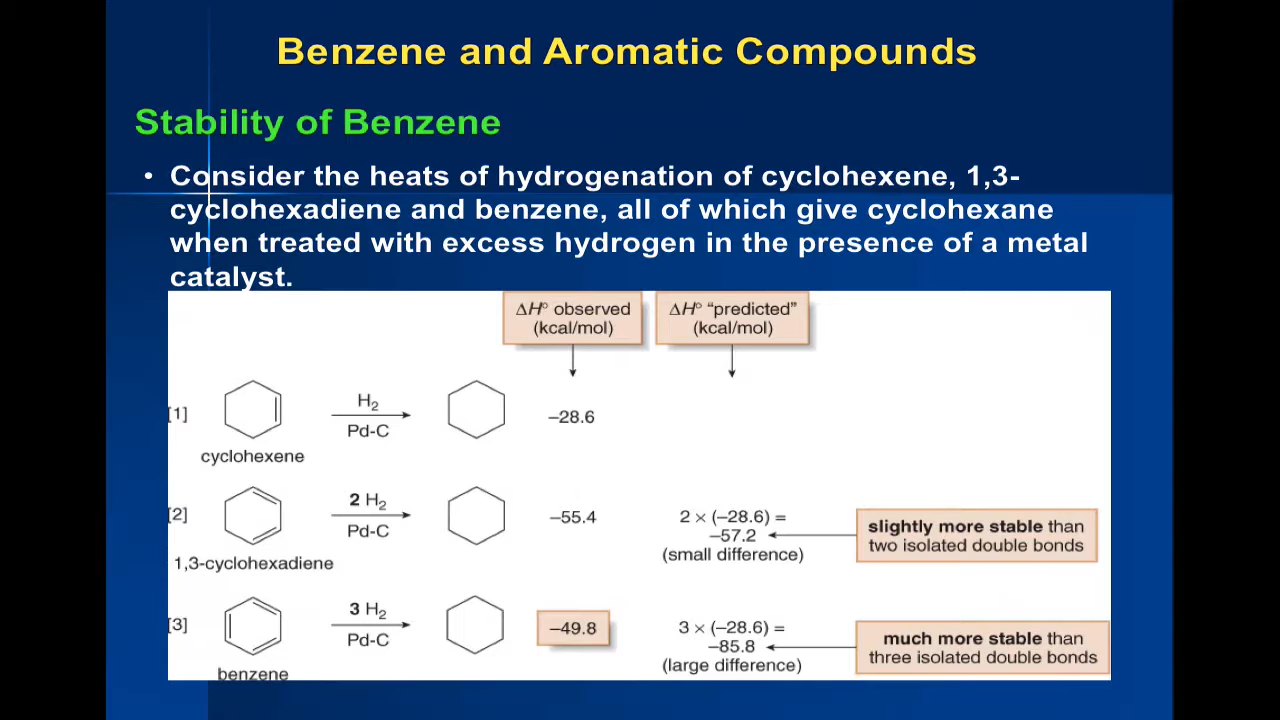 Benzene and Aromatic Compounds
Stability of Benzene
• Consider the heats of hydrogenation of cyclohexene, 1,3-
cyclohexadiene and benzene, all of which give cyclohexane
when treated with excess hydrogen in the presence of a metal
catalyst.
ΔH° observed
(kcal/mol)
ΔH° “predicted”
(kcal/mol)
[1]
H₂
Pd-C
–28.6
cyclohexene
[2]
2 H₂
Pd-C
–55.4
2 × (–28.6) =
–57.2
(small difference)
slightly more stable than
two isolated double bonds
1,3-cyclohexadiene
[3]
3 H₂
Pd-C
–49.8
3 × (–28.6) =
–85.8
(large difference)
much more stable than
three isolated double bonds
benzene